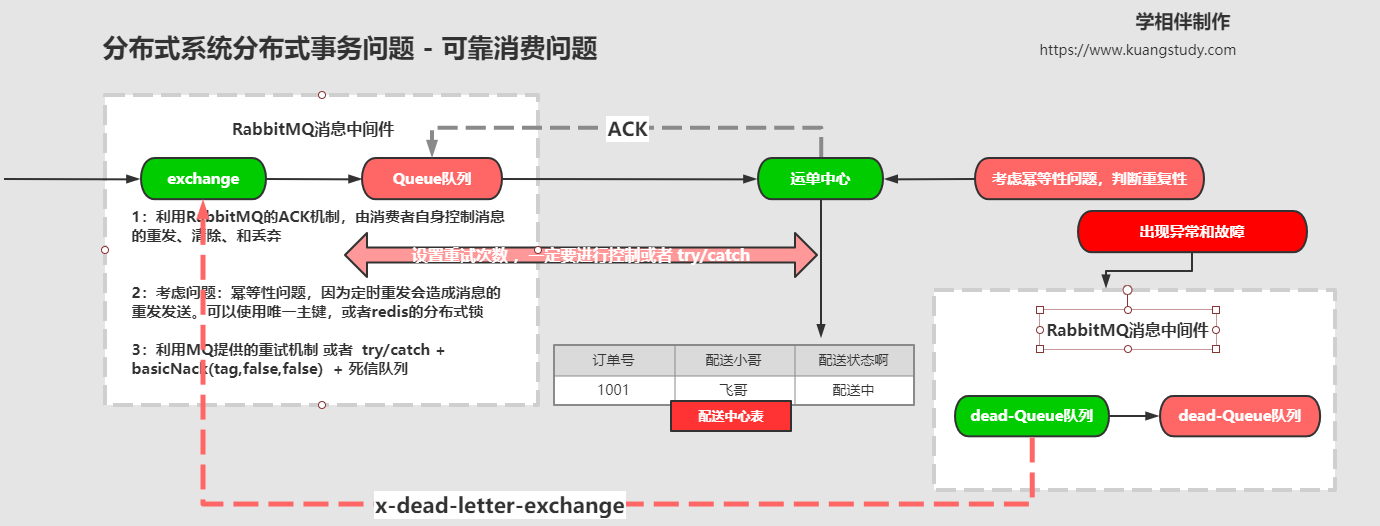 学相伴制作
分布式系统分布式事务问题 - 可靠消费问题
https://www.kuangstudy.com
RabbitMQ消息中间件
ACK
exchange
Queue队列
运单中心
考虑幂等性问题，判断重复性
1：利用RabbitMQ的ACK机制，由消费者自身控制消息
的重发、清除、和丢弃
出现异常和故障
设置重试次数 ，一定要进行控制或者 try/catch
2：考虑问题：幂等性问题，因为定时重发会造成消息的
重发发送。可以使用唯一主键，或者redis的分布式锁
RabbitMQ消息中间件
3：利用MQ提供的重试机制 或者 try/catch +
basicNack(tag,false,false) + 死信队列
订单号 配送小哥 配送状态啊
1001 飞哥 配送中
配送中心表
dead-Queue队列
dead-Queue队列
x-dead-letter-exchange